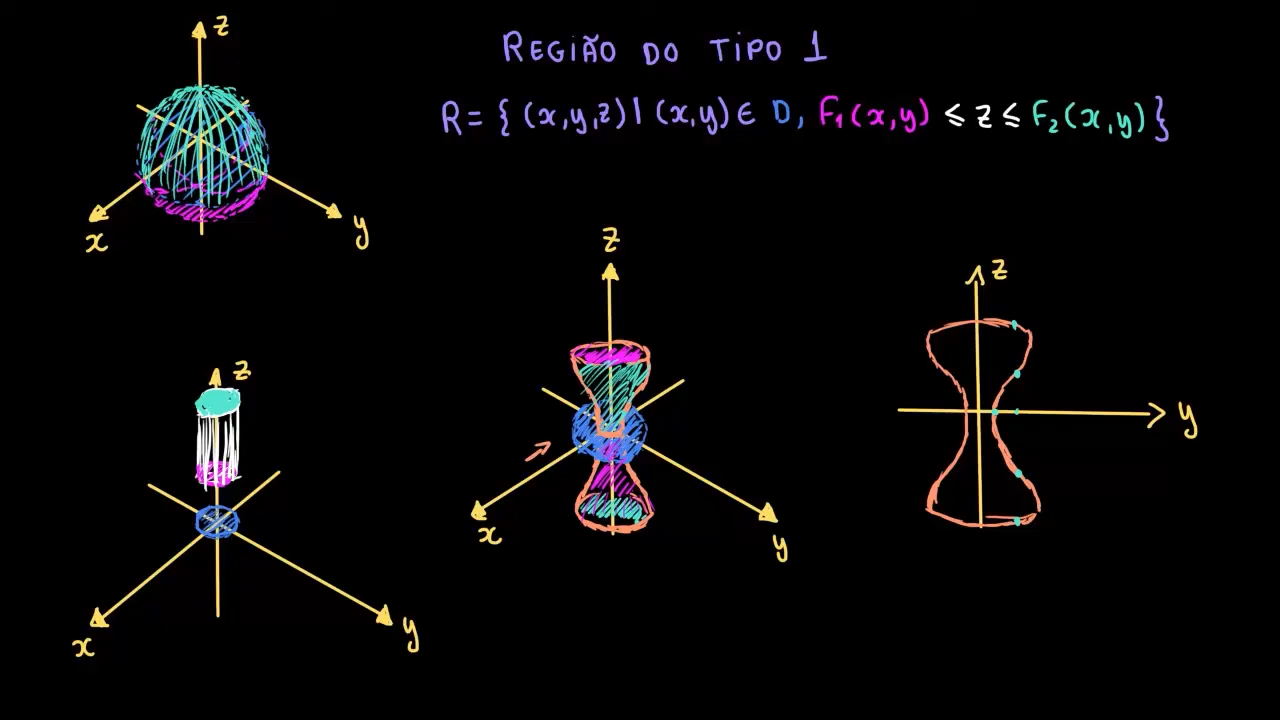 REGIÃO DO TIPO 1
R = { (x,y,z) | (x,y) ∈ D, F₁(x,y) ≤ z ≤ F₂(x,y) }
z
x
y
z
x
y
z
x
y
z
y